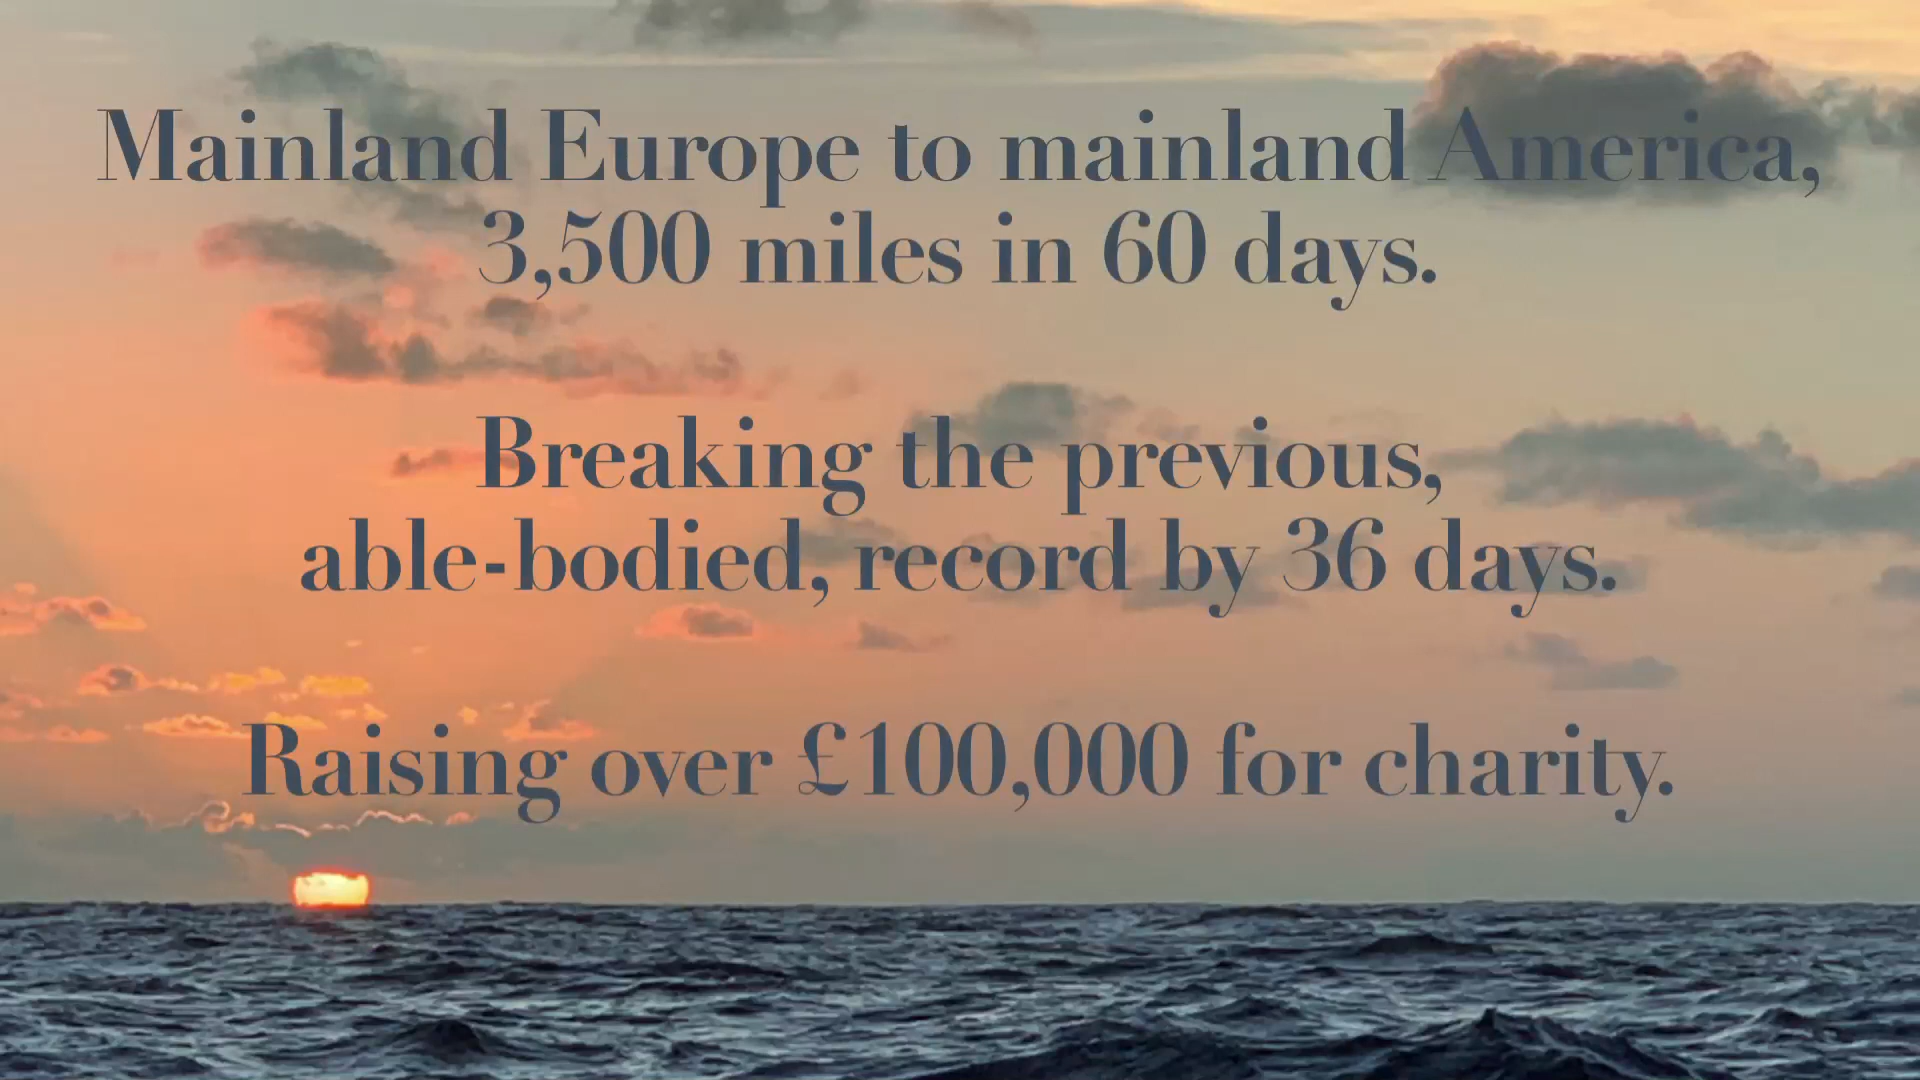 Mainland Europe to mainland America,
3,500 miles in 60 days.
Breaking the previous,
able-bodied, record by 36 days.
Raising over £100,000 for charity.